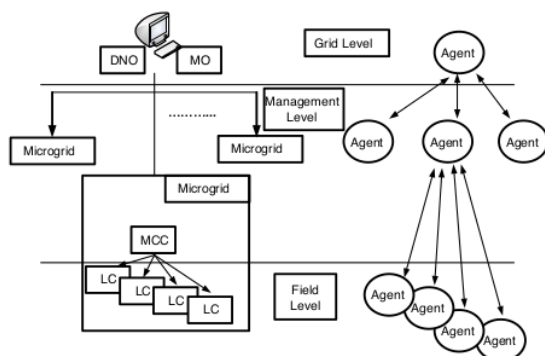 DNO
MO
Grid Level
Agent
Management
Level
...........
Microgrid
Microgrid
Agent
Agent
Agent
Microgrid
MCC
LC
LC
LC
LC
Field
Level
Agent
Agent
Agent
Agent